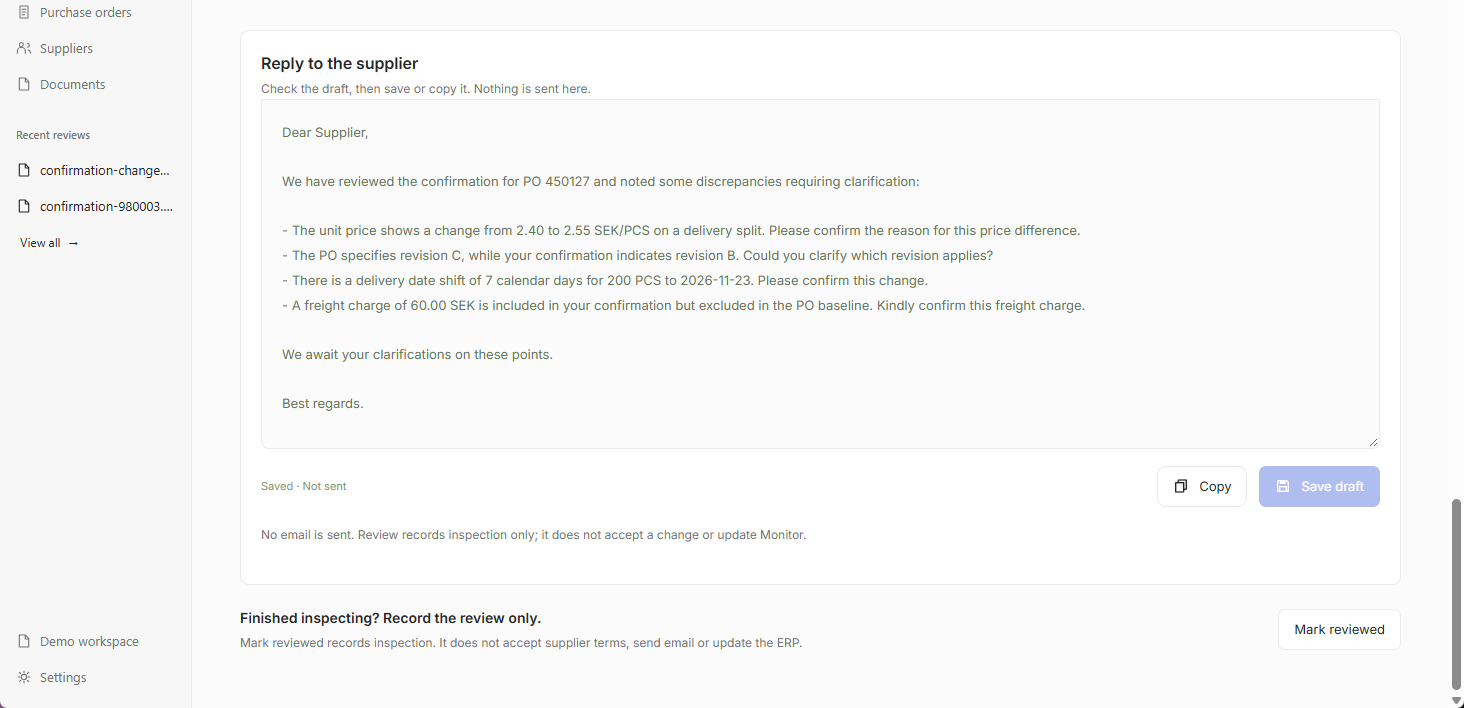 Purchase orders
Suppliers
Documents
Recent reviews
confirmation-change...
confirmation-980003....
View all →
Demo workspace
Settings
Reply to the supplier
Check the draft, then save or copy it. Nothing is sent here.
Dear Supplier,
We have reviewed the confirmation for PO 450127 and noted some discrepancies requiring clarification:
- The unit price shows a change from 2.40 to 2.55 SEK/PCS on a delivery split. Please confirm the reason for this price difference.
- The PO specifies revision C, while your confirmation indicates revision B. Could you clarify which revision applies?
- There is a delivery date shift of 7 calendar days for 200 PCS to 2026-11-23. Please confirm this change.
- A freight charge of 60.00 SEK is included in your confirmation but excluded in the PO baseline. Kindly confirm this freight charge.
We await your clarifications on these points.
Best regards.
Saved · Not sent
Copy
Save draft
No email is sent. Review records inspection only; it does not accept a change or update Monitor.
Finished inspecting? Record the review only.
Mark reviewed records inspection. It does not accept supplier terms, send email or update the ERP.
Mark reviewed